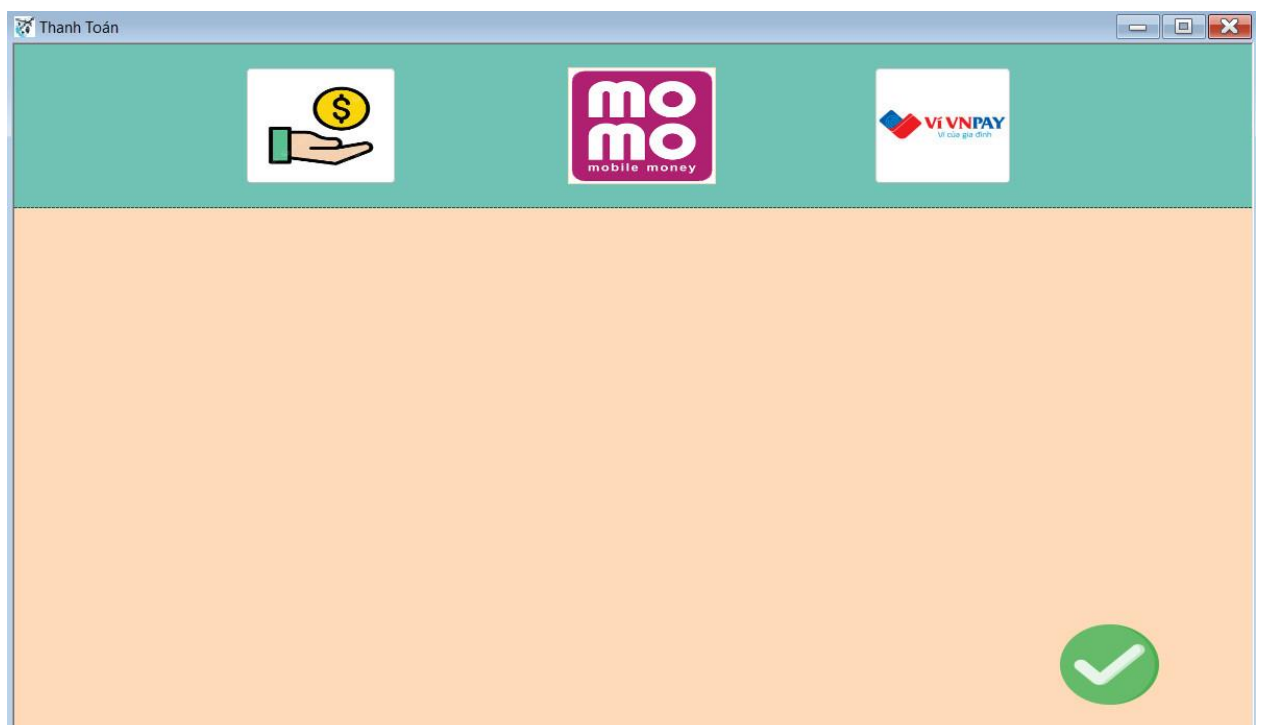 Thanh Toán
$
mo
mo
mobile money
Ví VNPAY
Ví của gia đình